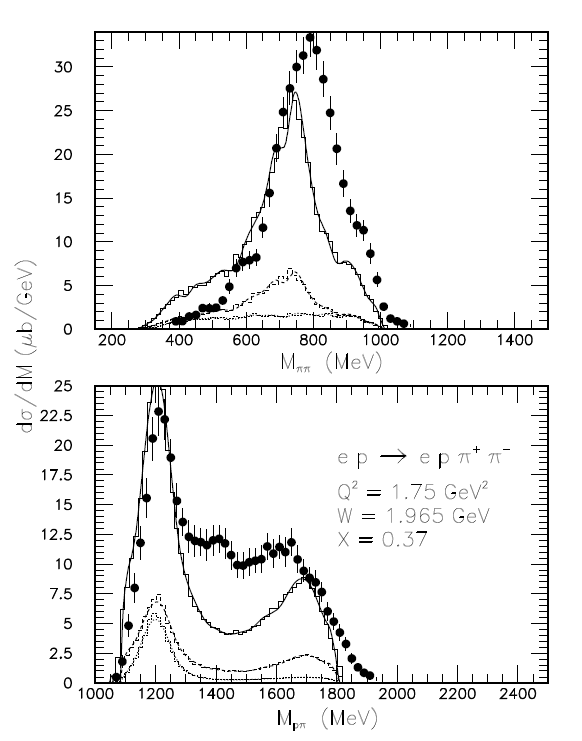 30
25
20
15
10
5
0
200 400 600 800 1000 1200 1400
M_ππ (MeV)
dσ/dM (μb/GeV)
25
22.5
20
17.5
15
12.5
10
7.5
5
2.5
0
e p → e p π⁺ π⁻
Q² = 1.75 GeV²
W = 1.965 GeV
X = 0.37
1000 1200 1400 1600 1800 2000 2200 2400
M_pπ (MeV)